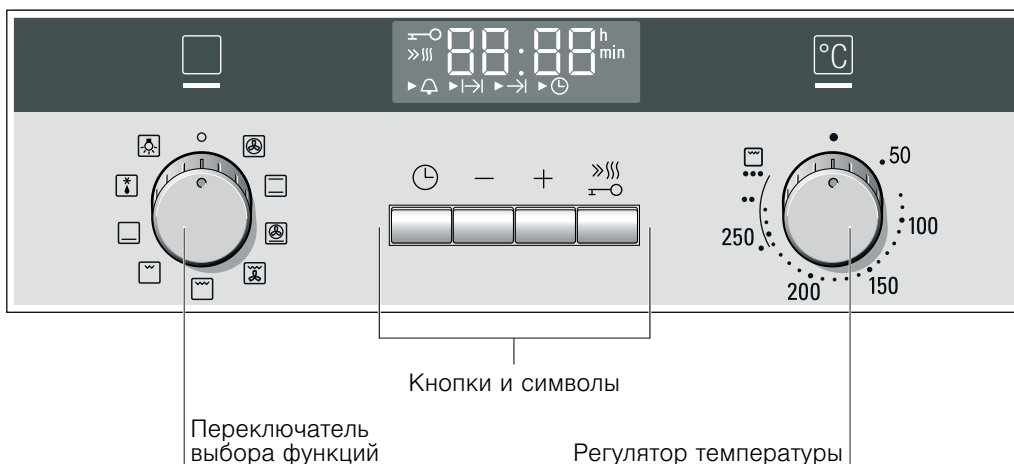 88:88 h
min
°C
50
100
150
200
250
Кнопки и символы
Переключатель
выбора функций
Регулятор температуры